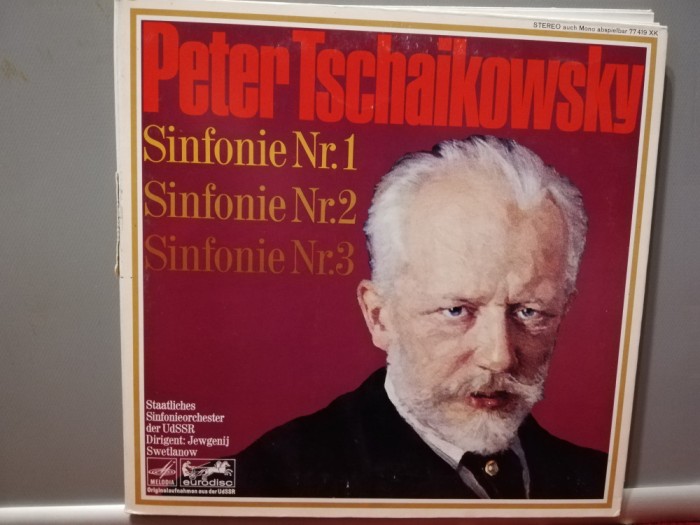 STEREO auch Mono abspielbar 77 419 XK
Peter Tschaikowsky
Sinfonie Nr.1
Sinfonie Nr.2
Sinfonie Nr.3
Staatliches
Sinfonieorchester
der UdSSR
Dirigent: Jewgenij
Swetlanow
MELODIA eurodisc
Originalaufnahmen aus der UdSSR